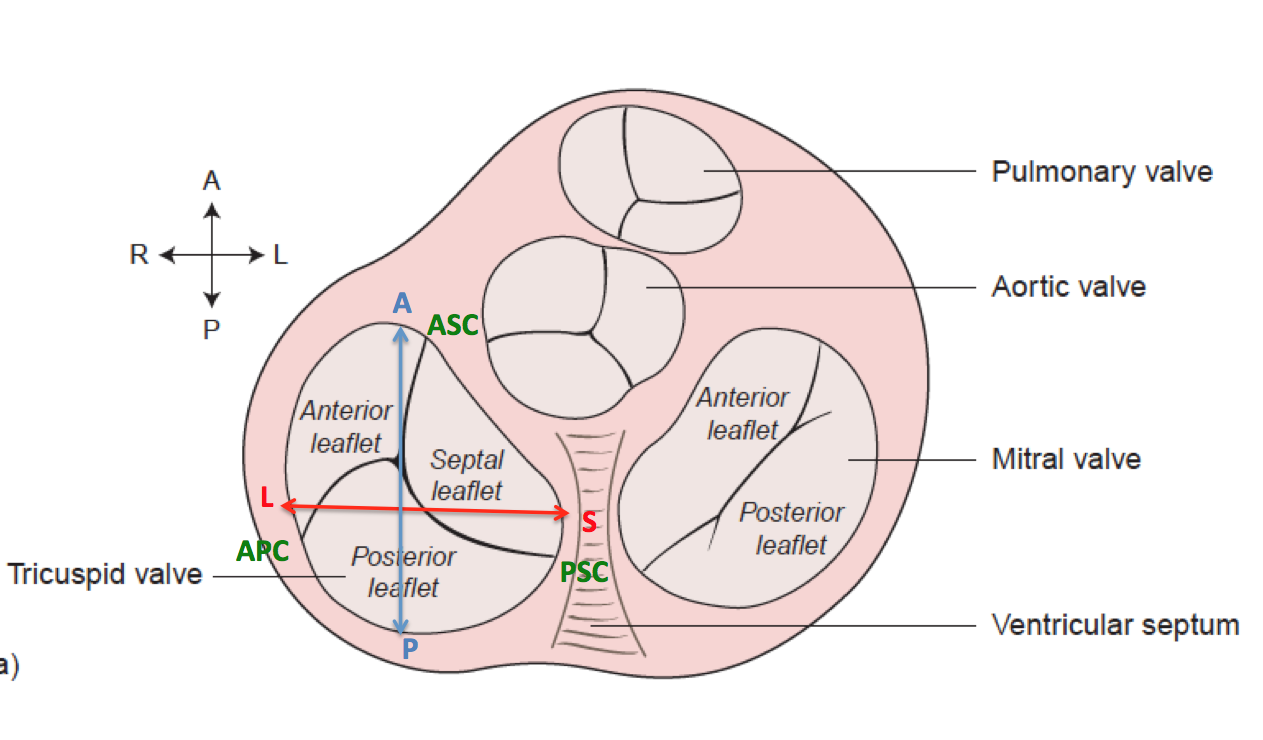 Pulmonary valve
A
R
L
P
Aortic valve
A
ASC
Anterior
leaflet
Septal
leaflet
Anterior
leaflet
Mitral valve
L
S
Posterior
leaflet
APC
Posterior
leaflet
PSC
Tricuspid valve
Ventricular septum
P
a)